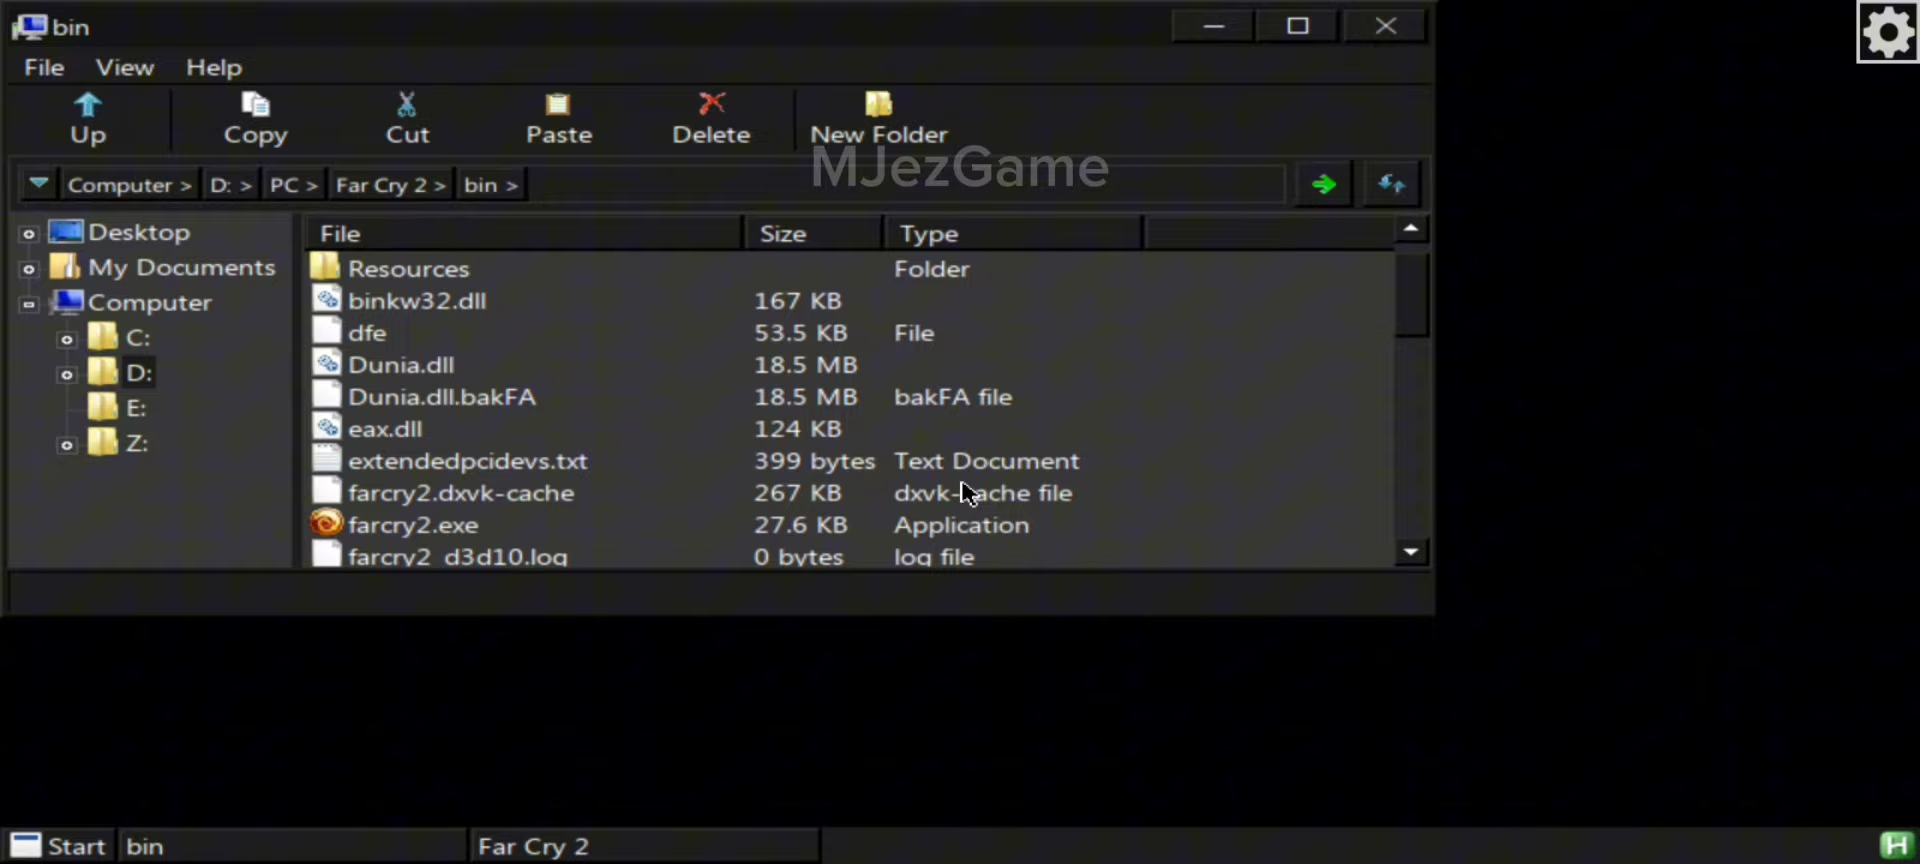 bin
File View Help
Up Copy Cut Paste Delete New Folder
MJezGame
Computer > D: > PC > Far Cry 2 > bin >
Desktop
My Documents
Computer
C:
D:
E:
Z:
File Size Type
Resources Folder
binkw32.dll 167 KB
dfe 53.5 KB File
Dunia.dll 18.5 MB
Dunia.dll.bakFA 18.5 MB bakFA file
eax.dll 124 KB
extendedpcidevs.txt 399 bytes Text Document
farcry2.dxvk-cache 267 KB dxvk-cache file
farcry2.exe 27.6 KB Application
farcry2_d3d10.log 0 bytes log file
Start bin Far Cry 2
H